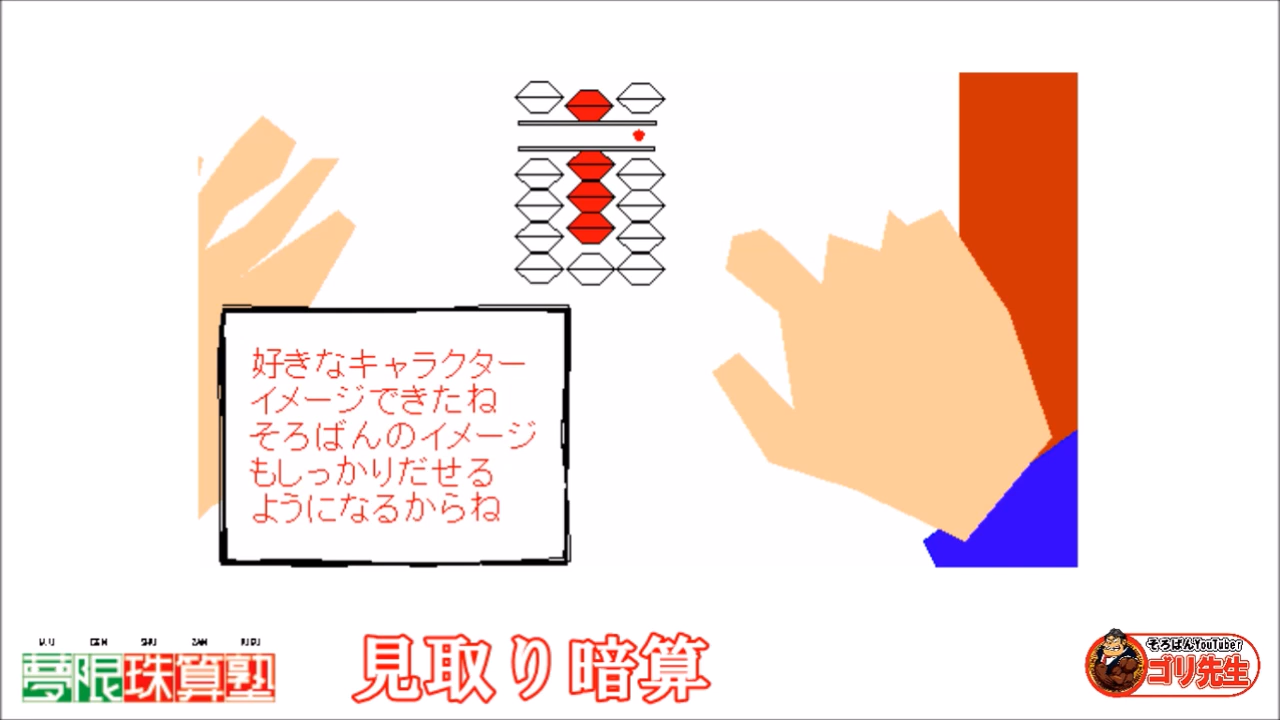 好きなキャラクター
イメージできたね
そろばんのイメージ
もしっかりだせる
ようになるからね
夢限珠算塾
見取り暗算
そろばんYouTuber
ゴリ先生